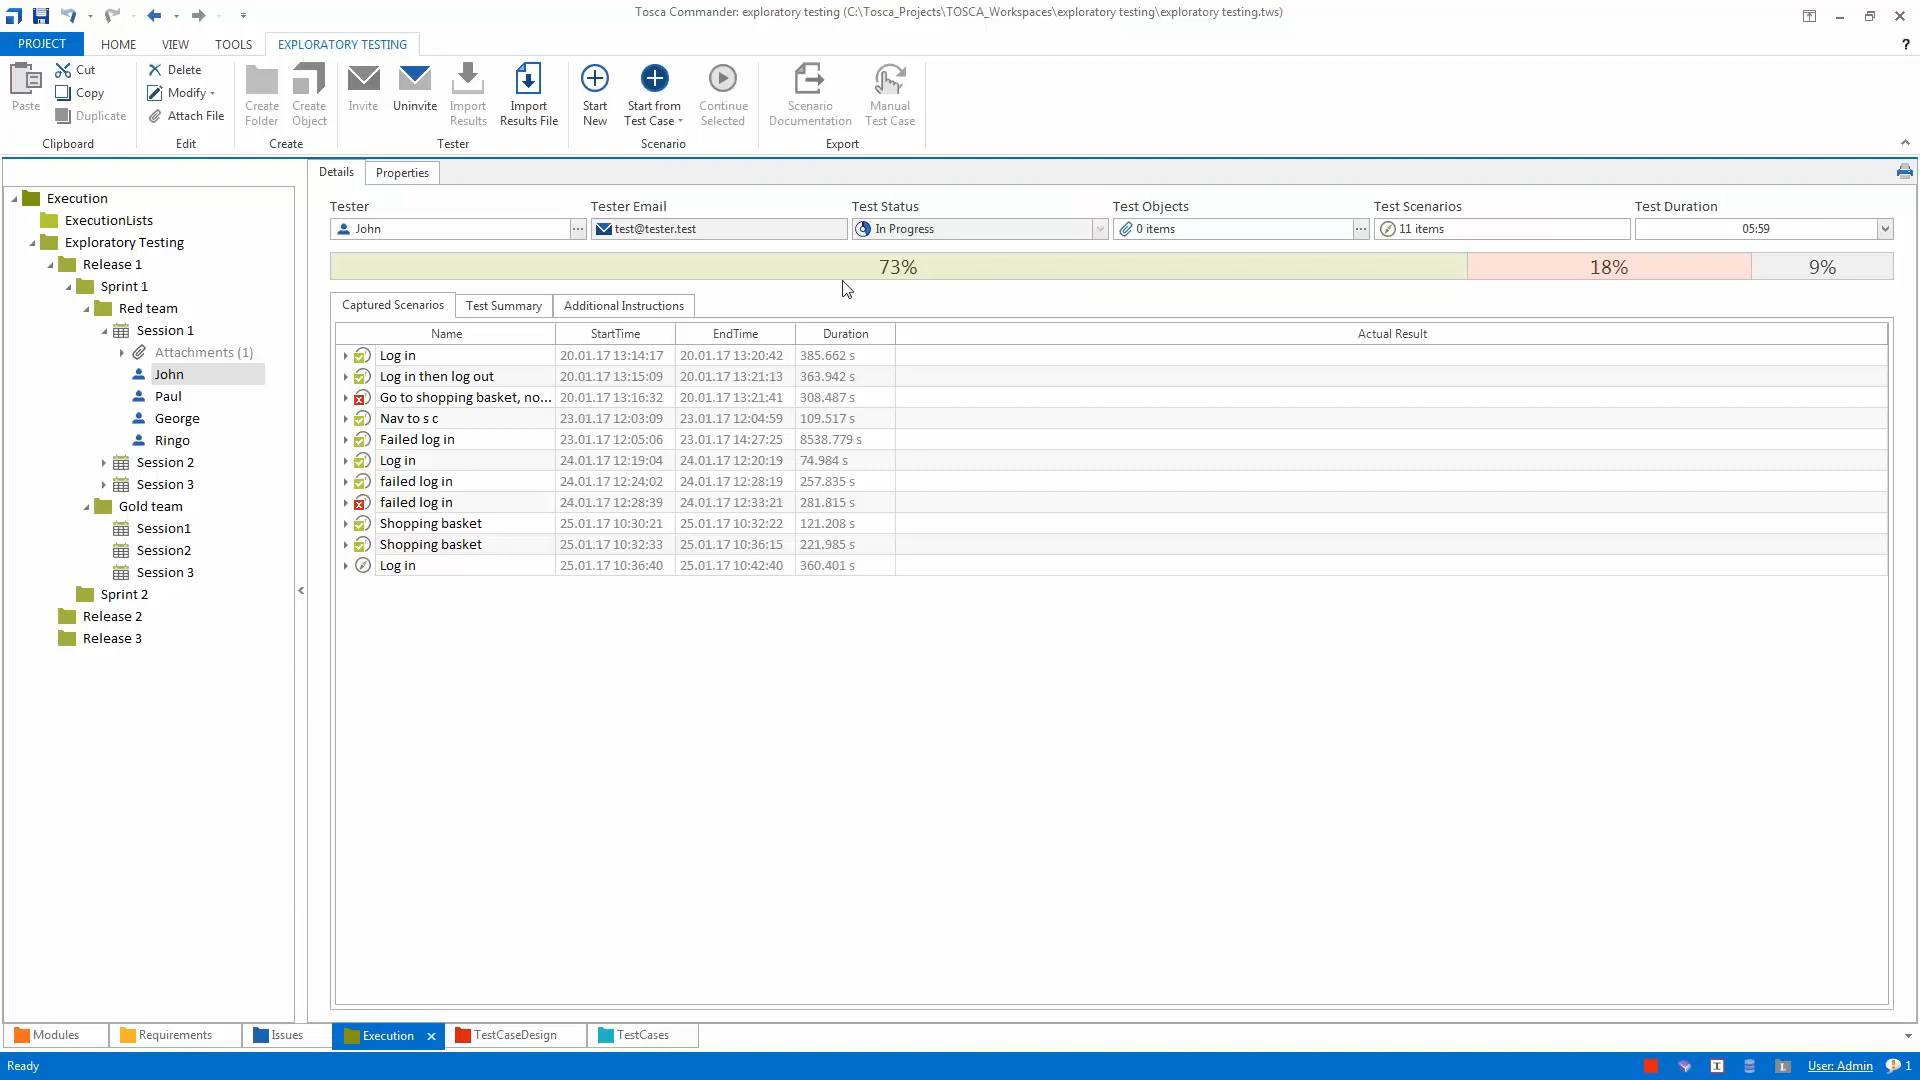 Tosca Commander: exploratory testing (C:\Tosca_Projects\TOSCA_Workspaces\exploratory testing\exploratory testing.tws)
PROJECT HOME VIEW TOOLS EXPLORATORY TESTING ?
Paste Cut Copy Duplicate Clipboard
Delete Modify Attach File Edit
Create Folder Create Object Create
Invite Uninvite Import Results Import Results File Tester
Start New Start from Test Case Continue Selected Scenario
Scenario Documentation Manual Test Case Export
Execution
ExecutionLists
Exploratory Testing
Release 1
Sprint 1
Red team
Session 1
Attachments (1)
John
Paul
George
Ringo
Session 2
Session 3
Gold team
Session1
Session2
Session 3
Sprint 2
Release 2
Release 3
Details Properties
Tester Tester Email Test Status Test Objects Test Scenarios Test Duration
John ... test@tester.test In Progress 0 items ... 11 items 05:59
73% 18% 9%
Captured Scenarios Test Summary Additional Instructions
Name StartTime EndTime Duration Actual Result
Log in 20.01.17 13:14:17 20.01.17 13:20:42 385.662 s
Log in then log out 20.01.17 13:15:09 20.01.17 13:21:13 363.942 s
Go to shopping basket, no... 20.01.17 13:16:32 20.01.17 13:21:41 308.487 s
Nav to s c 23.01.17 12:03:09 23.01.17 12:04:59 109.517 s
Failed log in 23.01.17 12:05:06 23.01.17 14:27:25 8538.779 s
Log in 24.01.17 12:19:04 24.01.17 12:20:19 74.984 s
failed log in 24.01.17 12:24:02 24.01.17 12:28:19 257.835 s
failed log in 24.01.17 12:28:39 24.01.17 12:33:21 281.815 s
Shopping basket 25.01.17 10:30:21 25.01.17 10:32:22 121.208 s
Shopping basket 25.01.17 10:32:33 25.01.17 10:36:15 221.985 s
Log in 25.01.17 10:36:40 25.01.17 10:42:40 360.401 s
Modules Requirements Issues Execution TestCaseDesign TestCases
Ready User: Admin 1